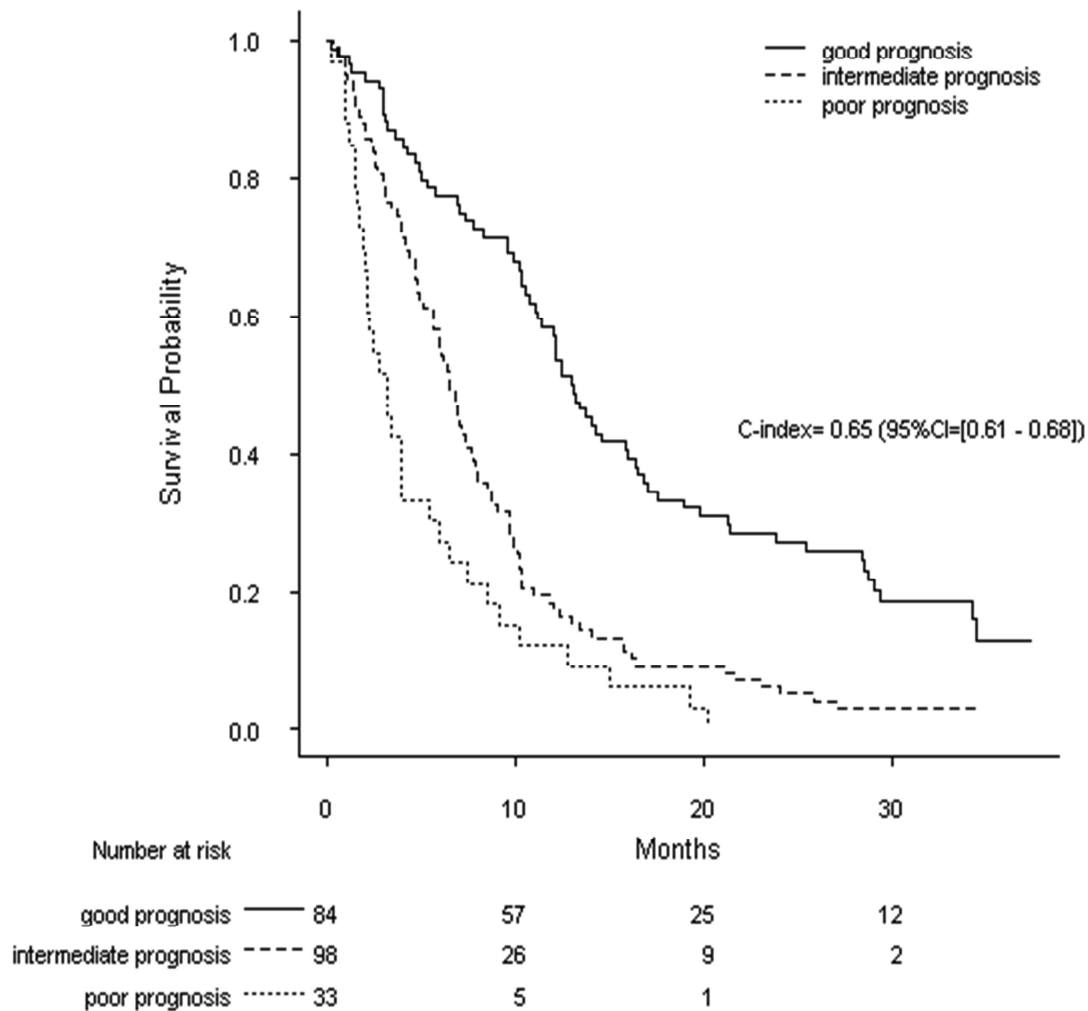 good prognosis
intermediate prognosis
poor prognosis
1.0
0.8
0.6
0.4
0.2
0.0
Survival Probability
C-index= 0.65 (95%CI=[0.61 - 0.68])
0 10 20 30
Months
Number at risk
good prognosis 84 57 25 12
intermediate prognosis 98 26 9 2
poor prognosis 33 5 1